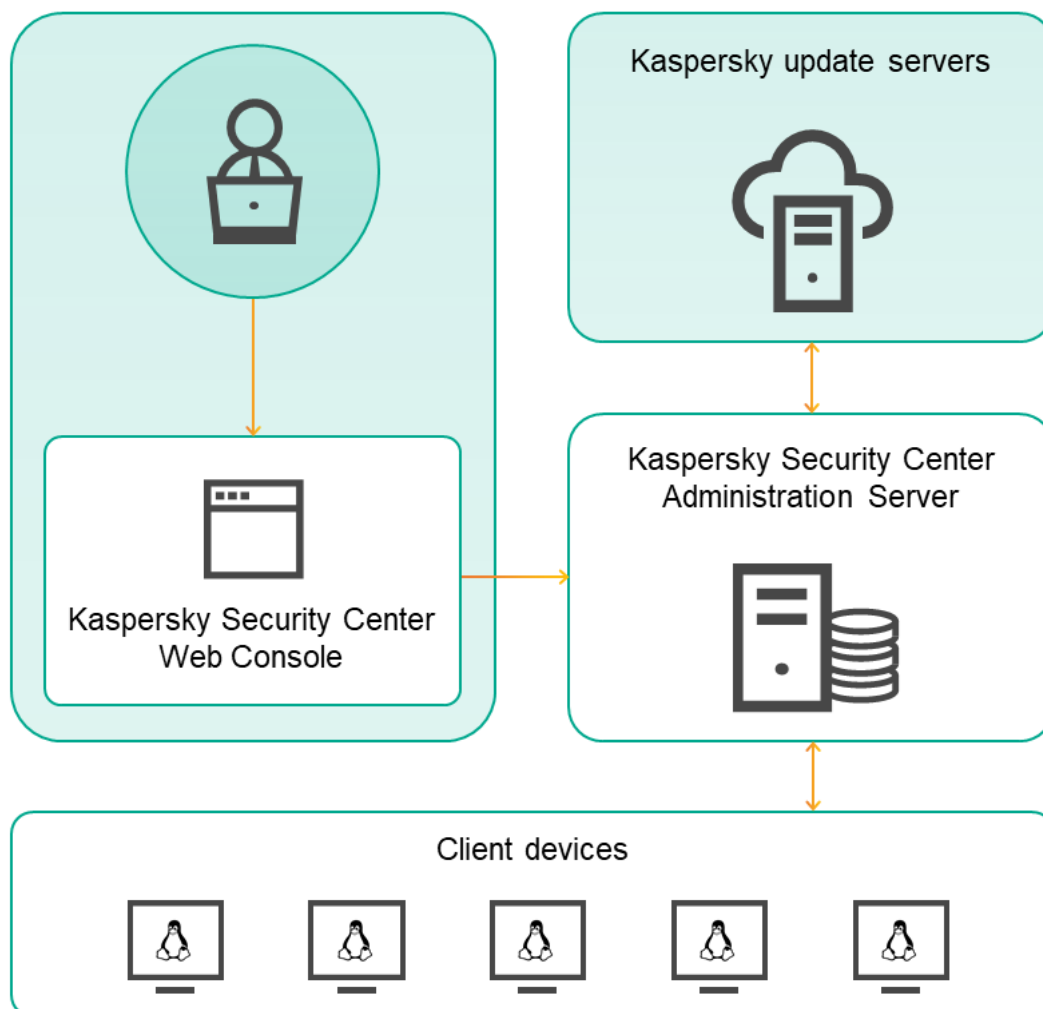 Kaspersky update servers
Kaspersky Security Center
Administration Server
Kaspersky Security Center
Web Console
Client devices